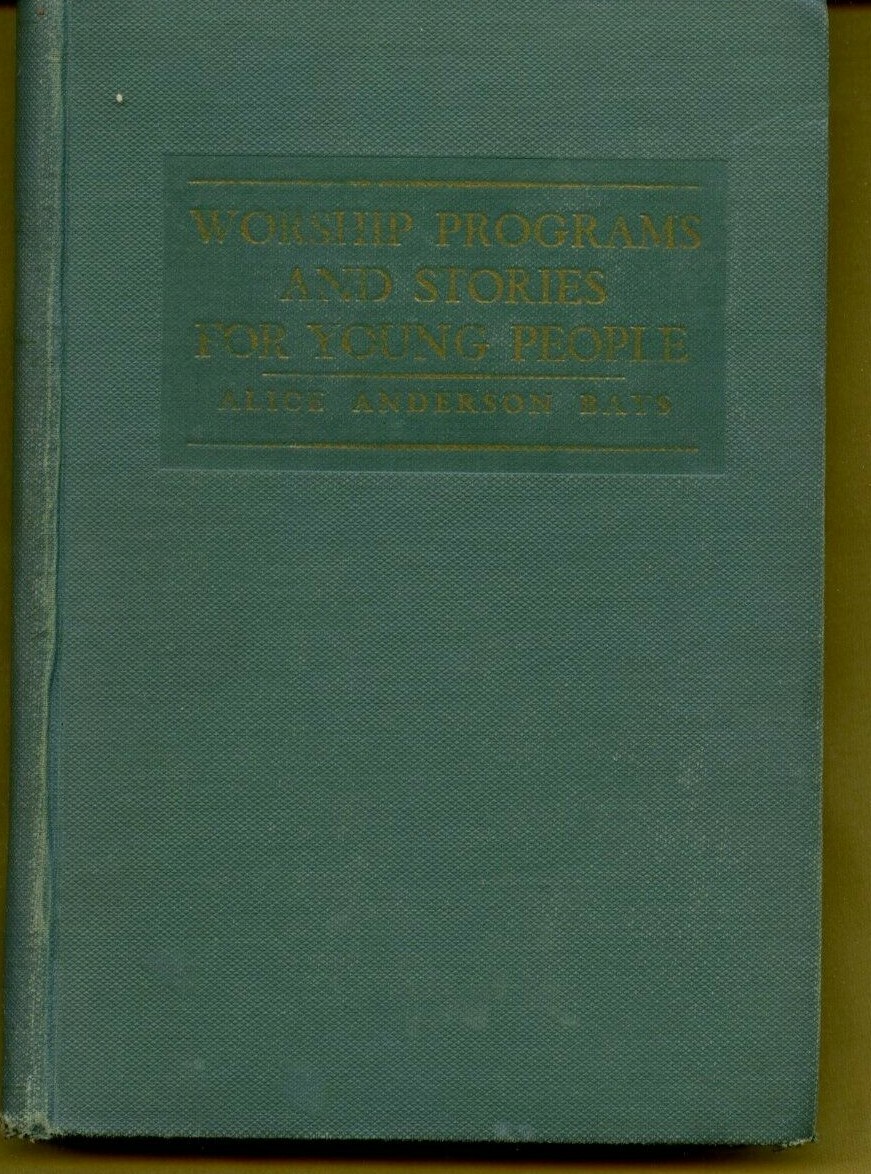 WORSHIP PROGRAMS
AND STORIES
FOR YOUNG PEOPLE
ALICE ANDERSON BAYS